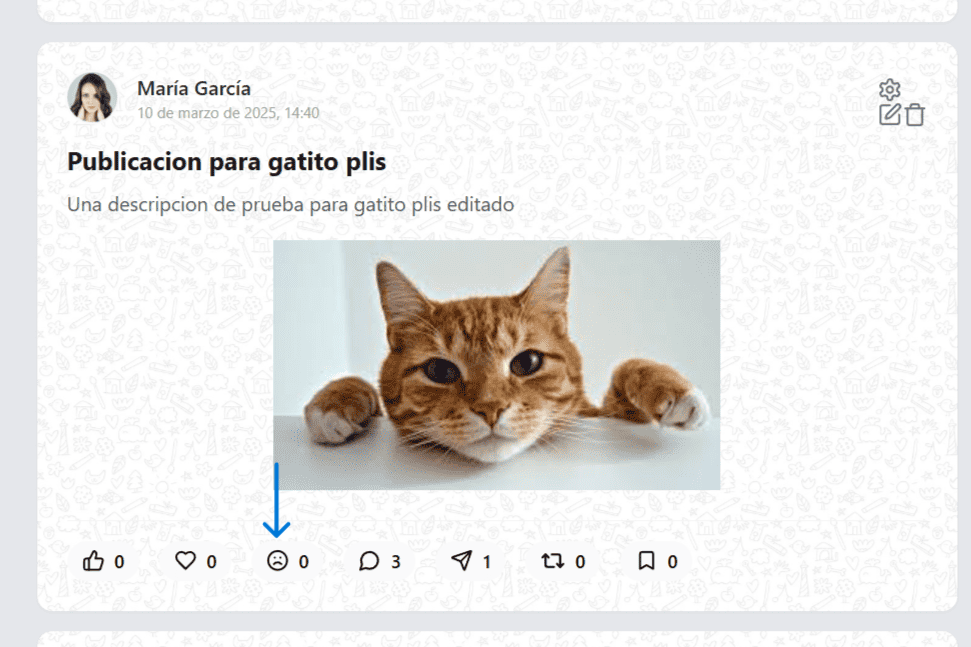 María García
10 de marzo de 2025, 14:40
Publicacion para gatito plis
Una descripcion de prueba para gatito plis editado
0 0 0 3 1 0 0